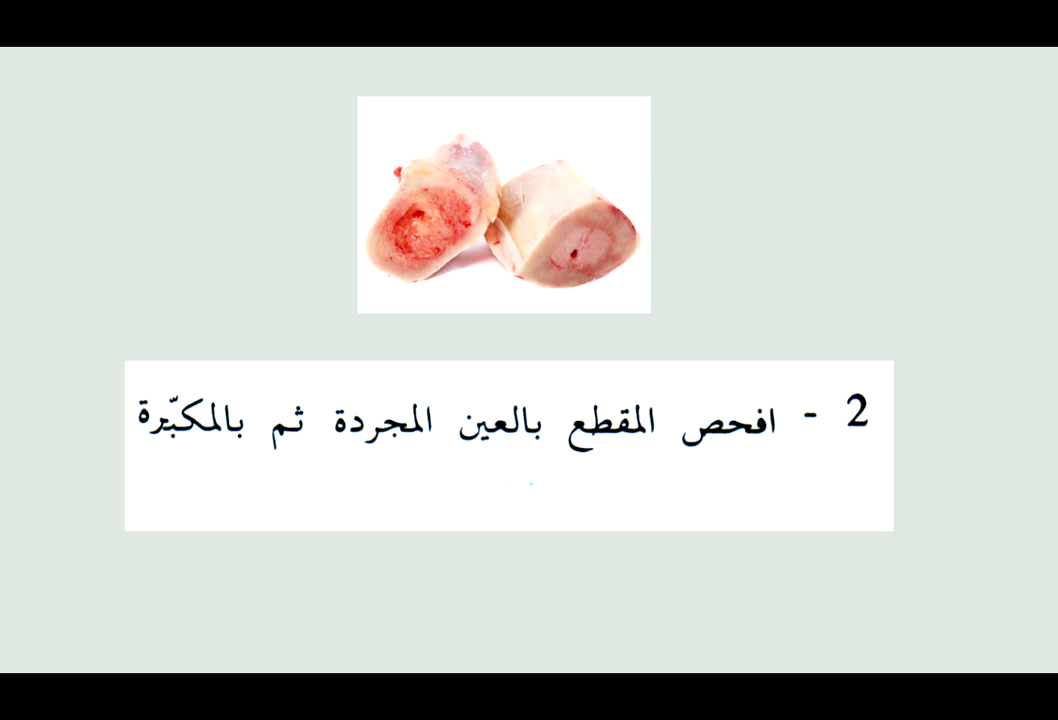 2 - افحص المقطع بالعين المجردة ثم بالمكبّرة